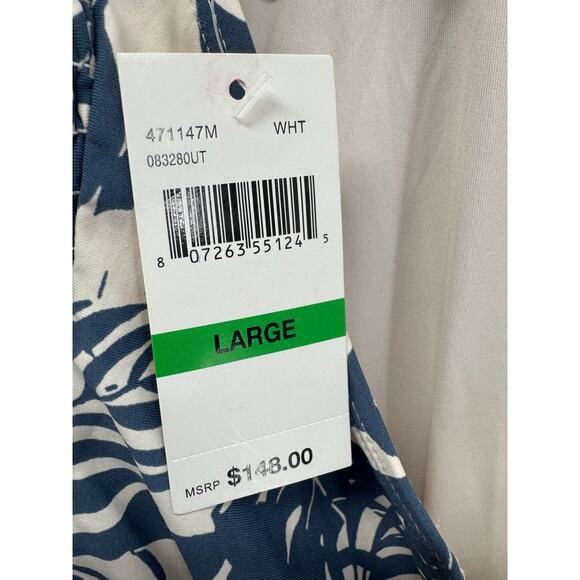 471147M WHT
083280UT
8 07263 55124 5
LARGE
MSRP $148.00